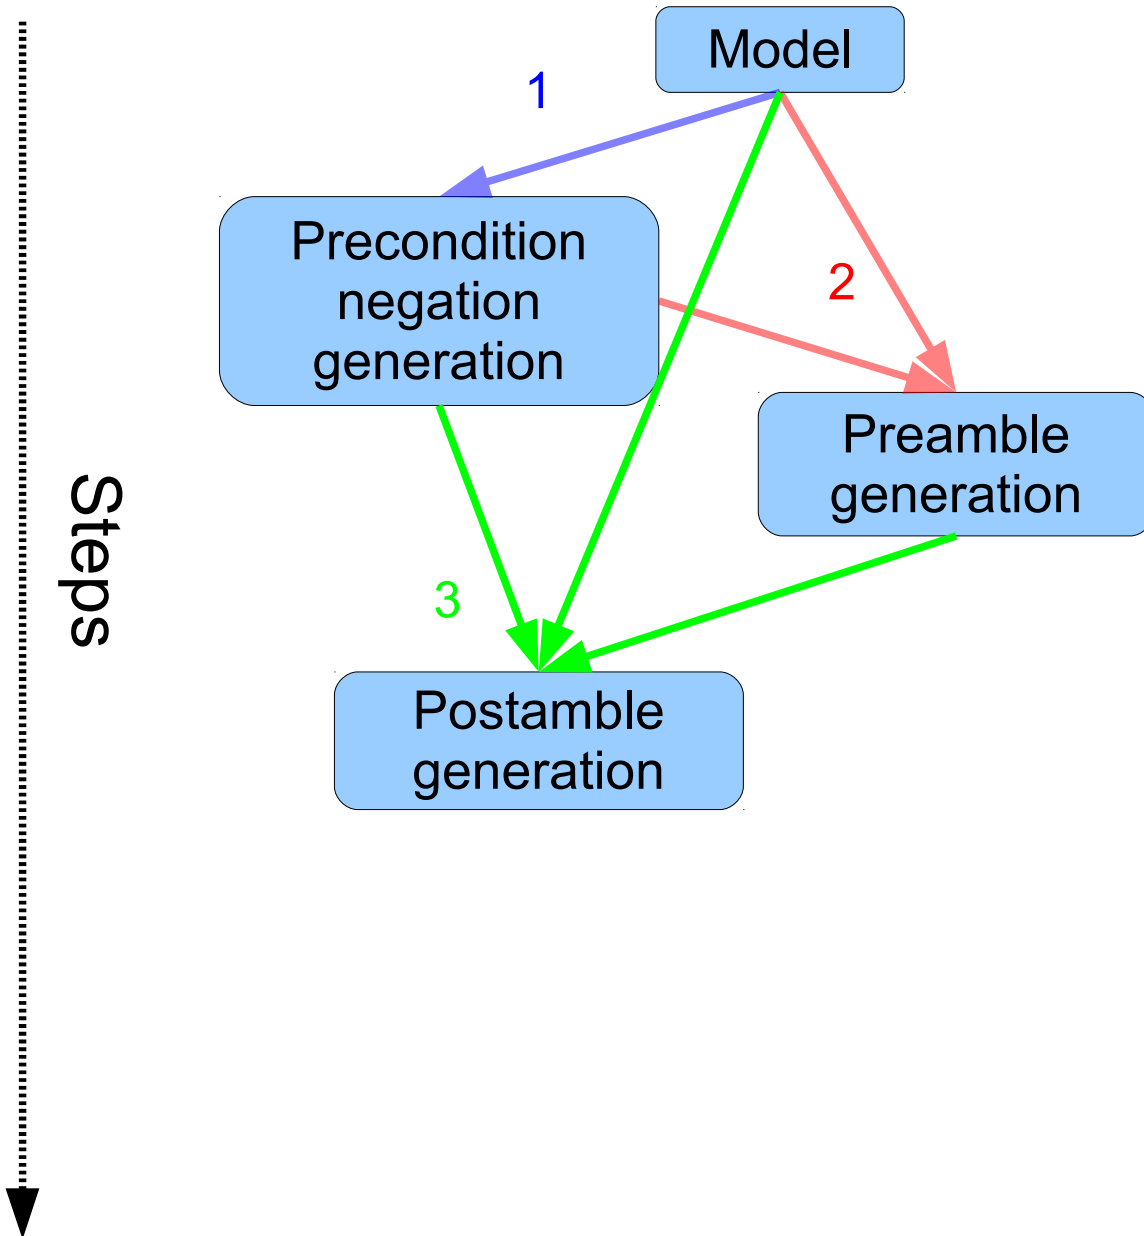 Model
1
Precondition
negation
generation
2
Preamble
generation
Steps
3
Postamble
generation